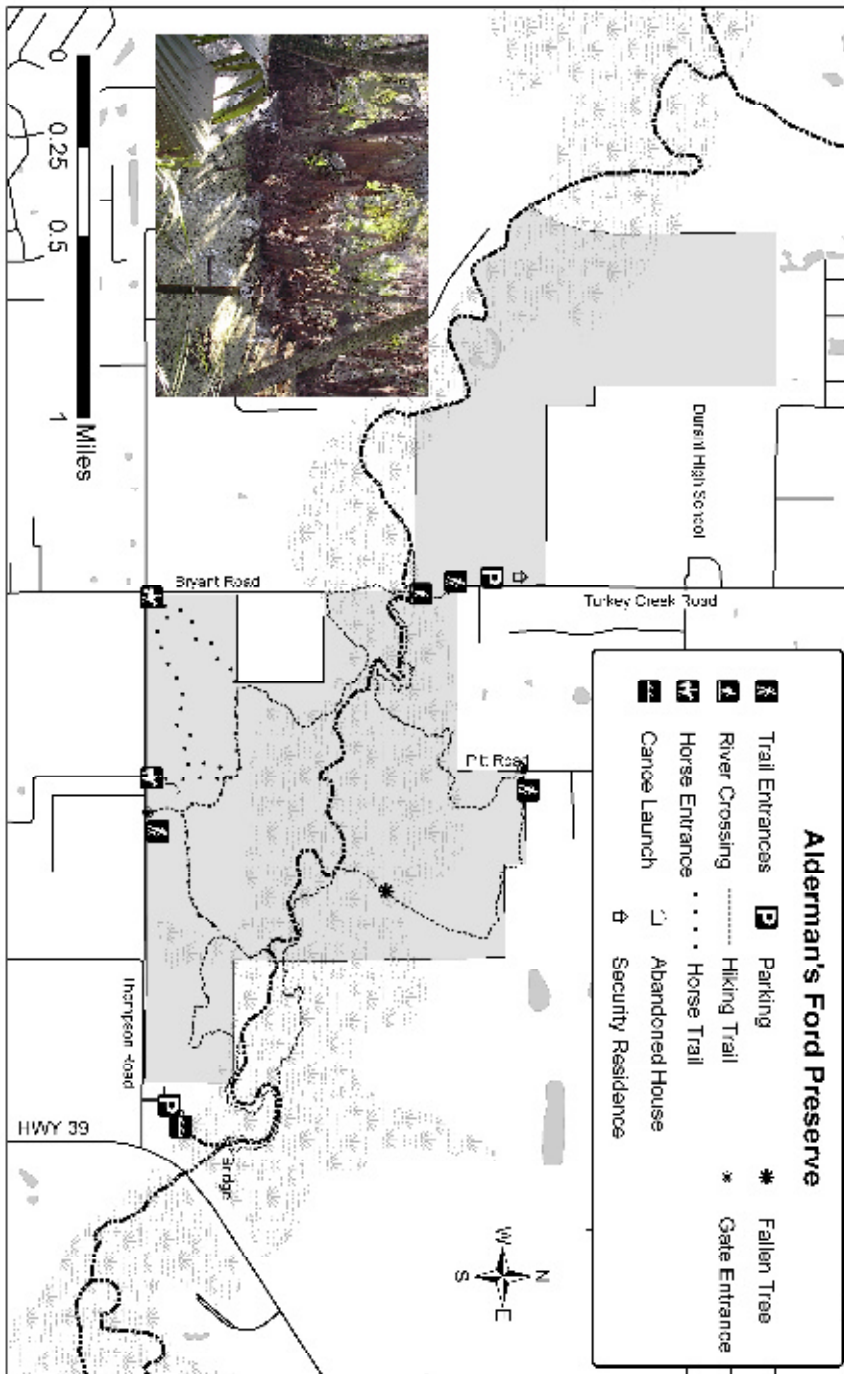 Alderman's Ford Preserve
Trail Entrances
River Crossing
Horse Entrance
Canoe Launch
P Parking
Hiking Trail
Horse Trail
Abandoned House
Security Residence
Fallen Tree
Gate Entrance
Durant High School
Turkey Creek Road
Pitt Road
P
Bryant Road
Thompson Road
P
HWY 39
Bridge
N
W
E
S
0 0.25 0.5 1
Miles